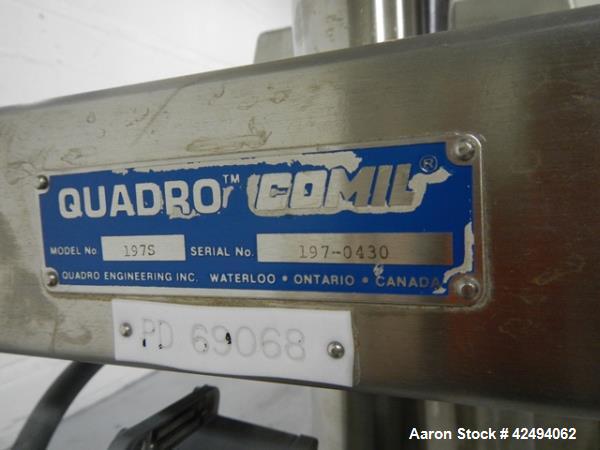 QUADRO™ COMIL®
MODEL No 197S SERIAL No. 197-0430
QUADRO ENGINEERING INC. WATERLOO • ONTARIO • CANADA
PD 69068
Aaron Stock # 42494062